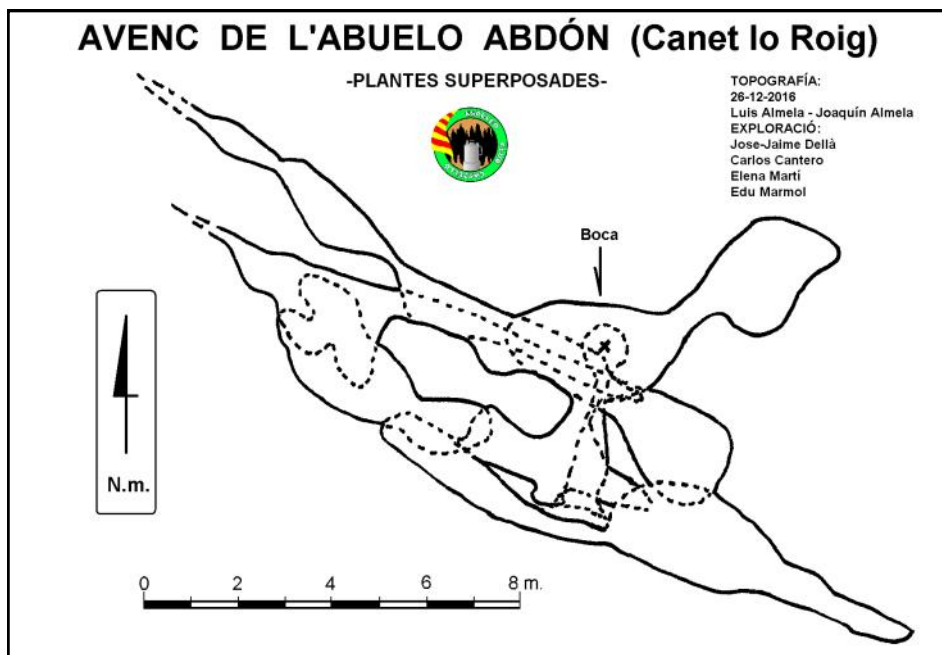 AVENC DE L'ABUELO ABDÓN (Canet lo Roig)
-PLANTES SUPERPOSADES-
TOPOGRAFÍA:
26-12-2016
Luis Almela - Joaquín Almela
EXPLORACIÓ:
Jose-Jaime Dellà
Carlos Cantero
Elena Martí
Edu Marmol
Boca
N.m.
0 2 4 6 8 m.